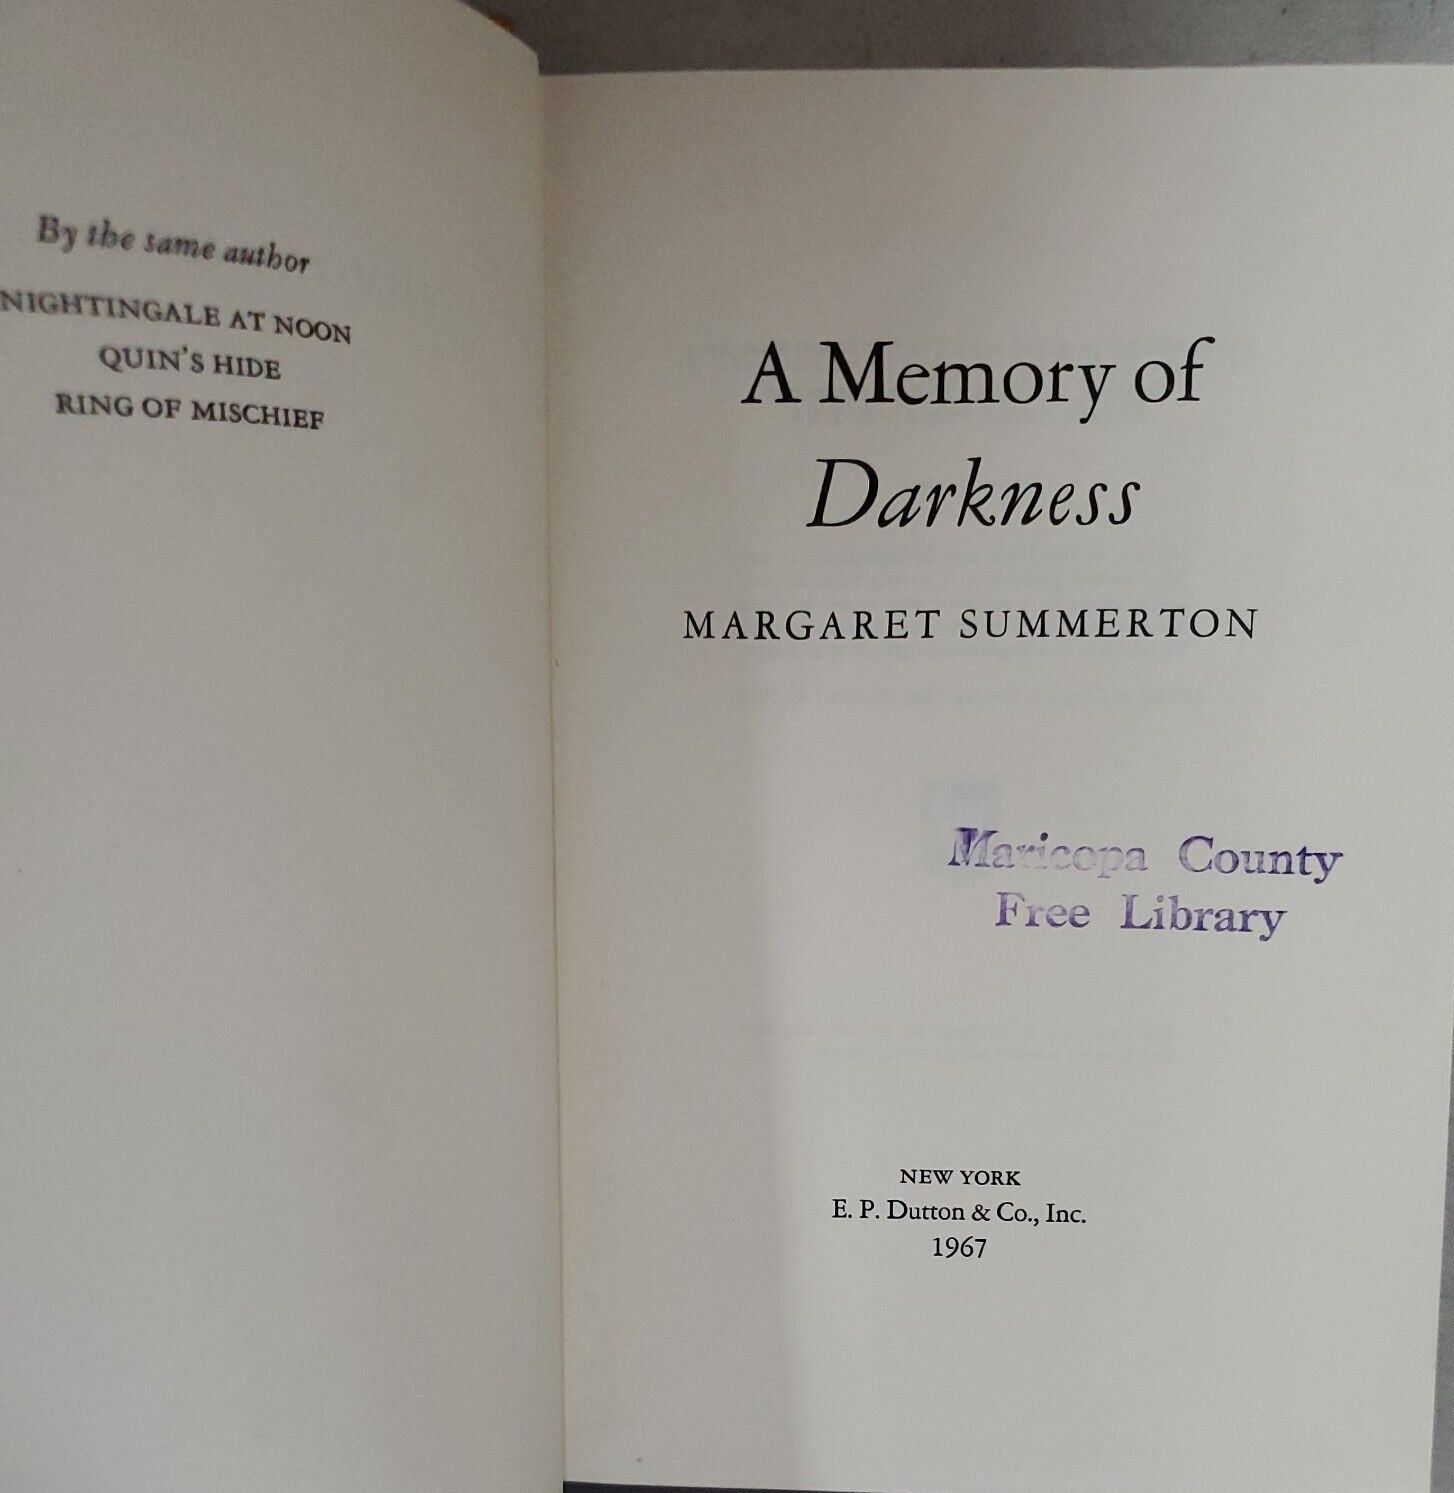 By the same author
NIGHTINGALE AT NOON
QUIN'S HIDE
RING OF MISCHIEF
A Memory of
Darkness
MARGARET SUMMERTON
Maricopa County
Free Library
NEW YORK
E. P. Dutton & Co., Inc.
1967